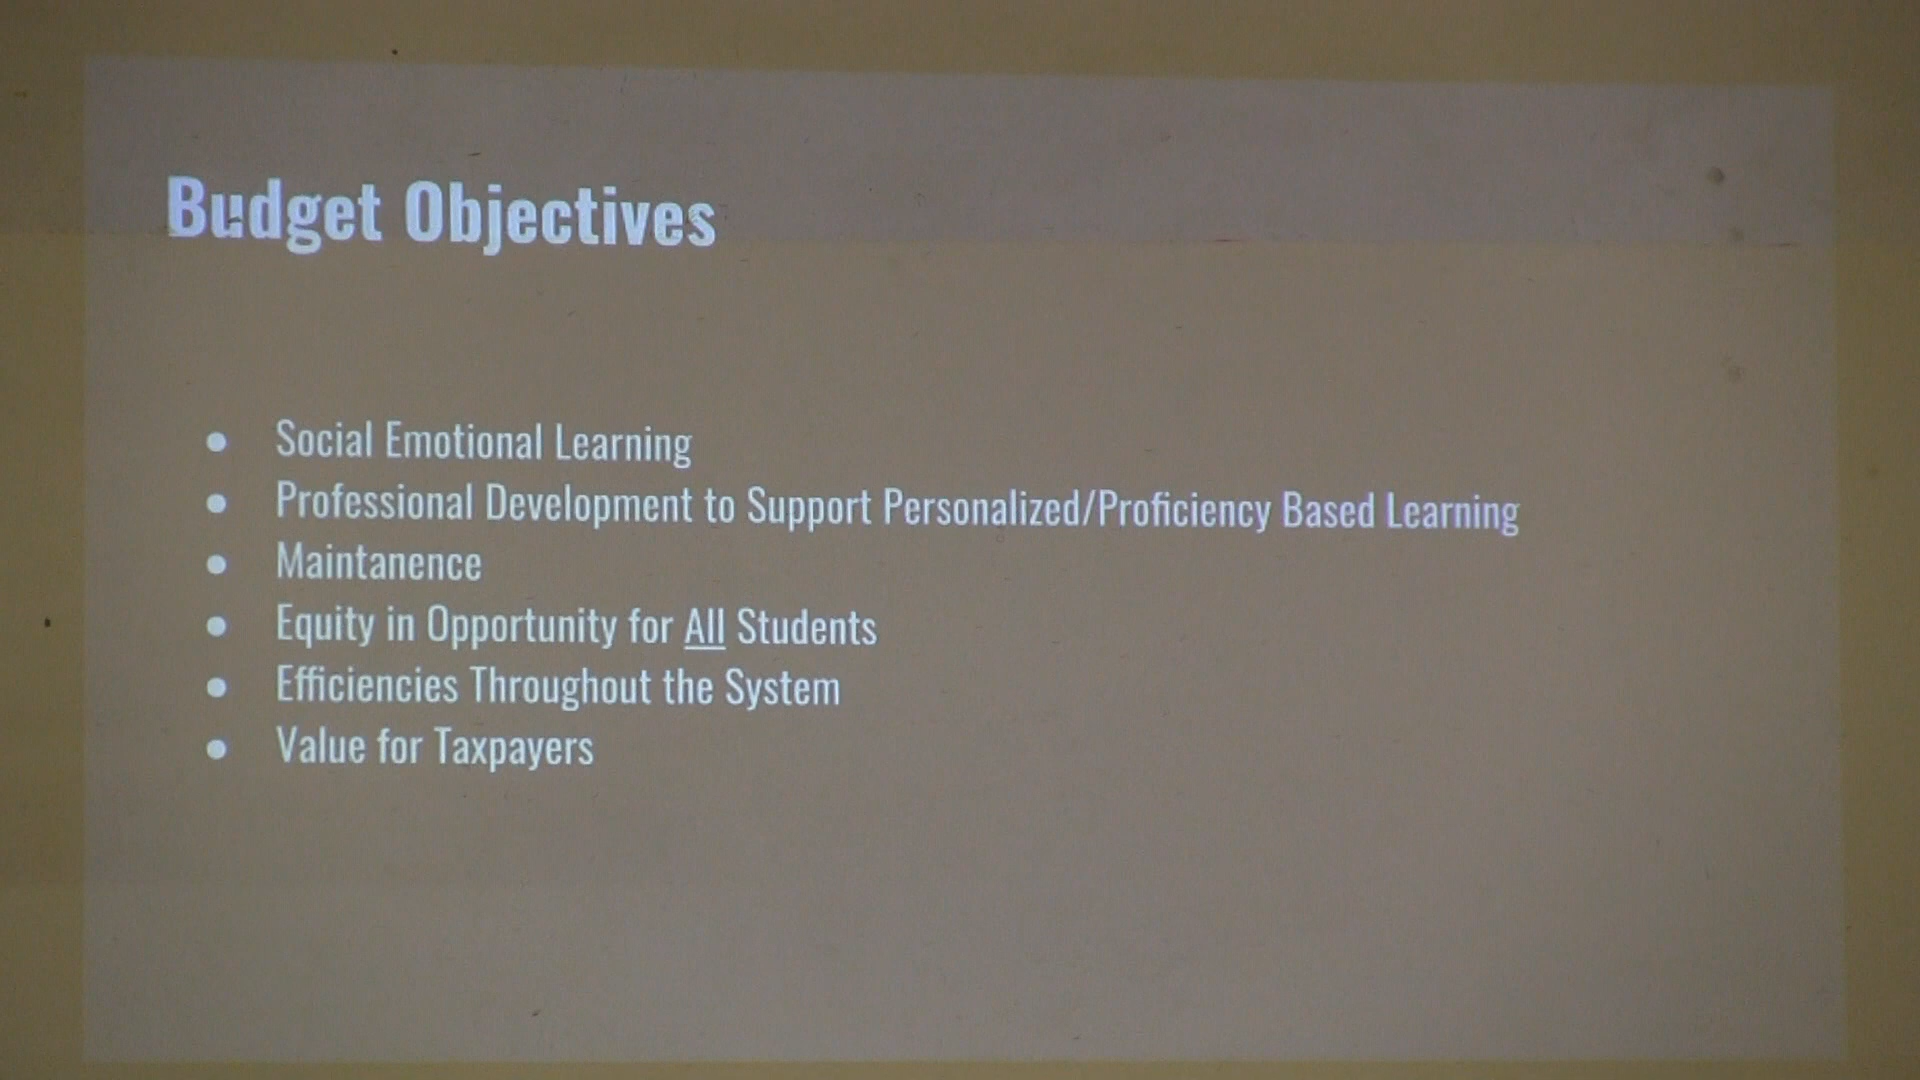 Budget Objectives
● Social Emotional Learning
● Professional Development to Support Personalized/Proficiency Based Learning
● Maintanence
● Equity in Opportunity for All Students
● Efficiencies Throughout the System
● Value for Taxpayers